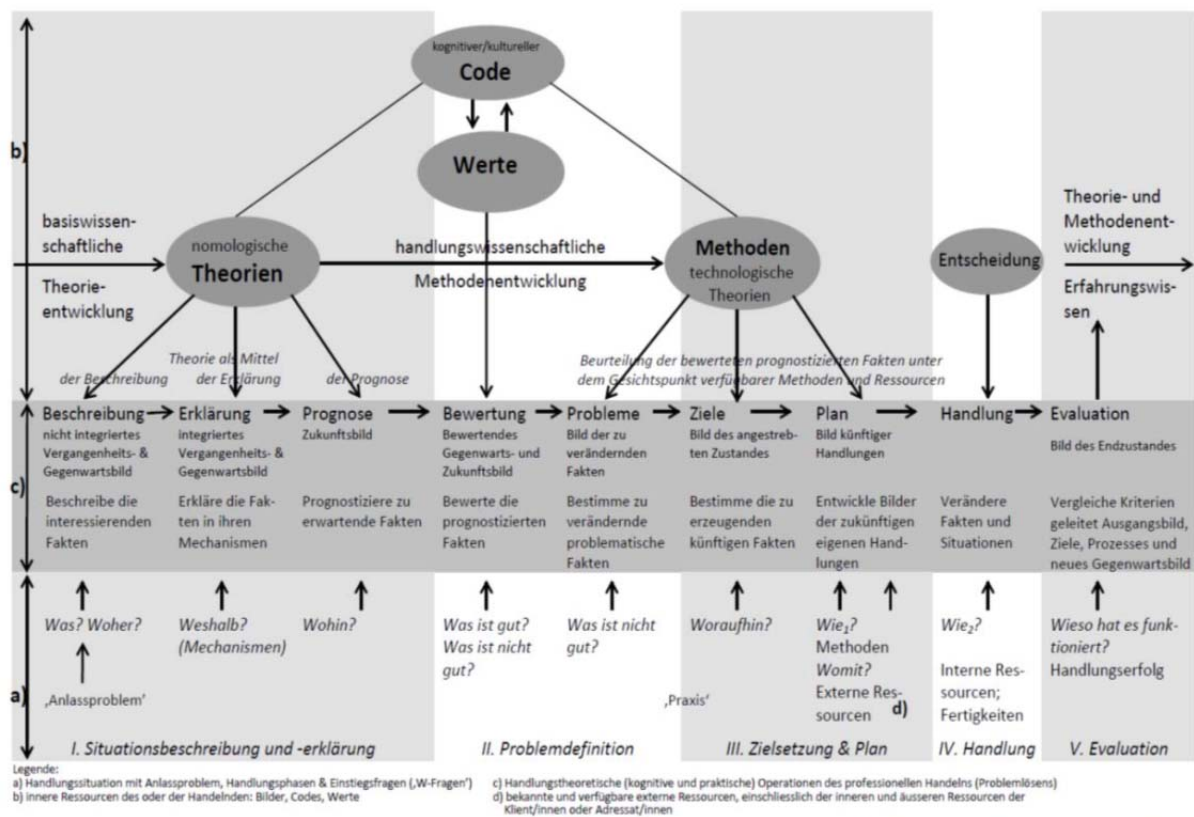 kognitiver/kultureller
Code
Werte
b)
basiswissen-
schaftliche
Theorie-
entwicklung
nomologische
Theorien
handlungswissenschaftliche
Methodenentwicklung
Methoden
technologische
Theorien
Entscheidung
Theorie- und
Methodenent-
wicklung
Erfahrungswis-
sen
Theorie als Mittel
der Beschreibung
der Erklärung
der Prognose
Beurteilung der bewerteten prognostizierten Fakten unter
dem Gesichtspunkt verfügbarer Methoden und Ressourcen
c)
Beschreibung
nicht integriertes
Vergangenheits- &
Gegenwartsbild
Beschreibe die
interessierenden
Fakten
Erklärung
integriertes
Vergangenheits- &
Gegenwartsbild
Erkläre die Fak-
ten in ihren
Mechanismen
Prognose
Zukunftsbild
Prognostiziere zu
erwartende Fakten
Bewertung
Bewertendes
Gegenwarts- und
Zukunftsbild
Bewerte die
prognostizierten
Fakten
Probleme
Bild der zu
verändernden
Fakten
Bestimme zu
verändernde
problematische
Fakten
Ziele
Bild des angestreb-
ten Zustandes
Bestimme die zu
erzeugenden
künftigen Fakten
Plan
Bild künftiger
Handlungen
Entwickle Bilder
der zukünftigen
eigenen Hand-
lungen
Handlung
Verändere
Fakten und
Situationen
Evaluation
Bild des Endzustandes
Vergleiche Kriterien
geleitet Ausgangsbild,
Ziele, Prozesses und
neues Gegenwartsbild
a)
Was? Woher?
‚Anlassproblem'
Weshalb?
(Mechanismen)
Wohin?
Was ist gut?
Was ist nicht
gut?
Was ist nicht
gut?
Woraufhin?
‚Praxis'
Wie₁?
Methoden
Womit?
Externe Res-
sourcen
d)
Wie₂?
Interne Res-
sourcen;
Fertigkeiten
Wieso hat es funk-
tioniert?
Handlungserfolg
I. Situationsbeschreibung und -erklärung
II. Problemdefinition
III. Zielsetzung & Plan
IV. Handlung
V. Evaluation
Legende:
a) Handlungssituation mit Anlassproblem, Handlungsphasen & Einstiegsfragen (‚W-Fragen')
b) innere Ressourcen des oder der Handelnden: Bilder, Codes, Werte
c) Handlungstheoretische (kognitive und praktische) Operationen des professionellen Handelns (Problemlösens)
d) bekannte und verfügbare externe Ressourcen, einschliesslich der inneren und äusseren Ressourcen der
Klient/innen oder Adressat/innen